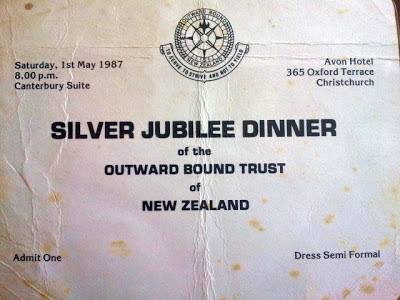 OUTWARD BOUND
NEW ZEALAND
TO SERVE TO STRIVE AND NOT TO YIELD
Saturday, 1st May 1987
8.00 p.m.
Canterbury Suite
Avon Hotel
365 Oxford Terrace
Christchurch
SILVER JUBILEE DINNER
of the
OUTWARD BOUND TRUST
of
NEW ZEALAND
Admit One
Dress Semi Formal